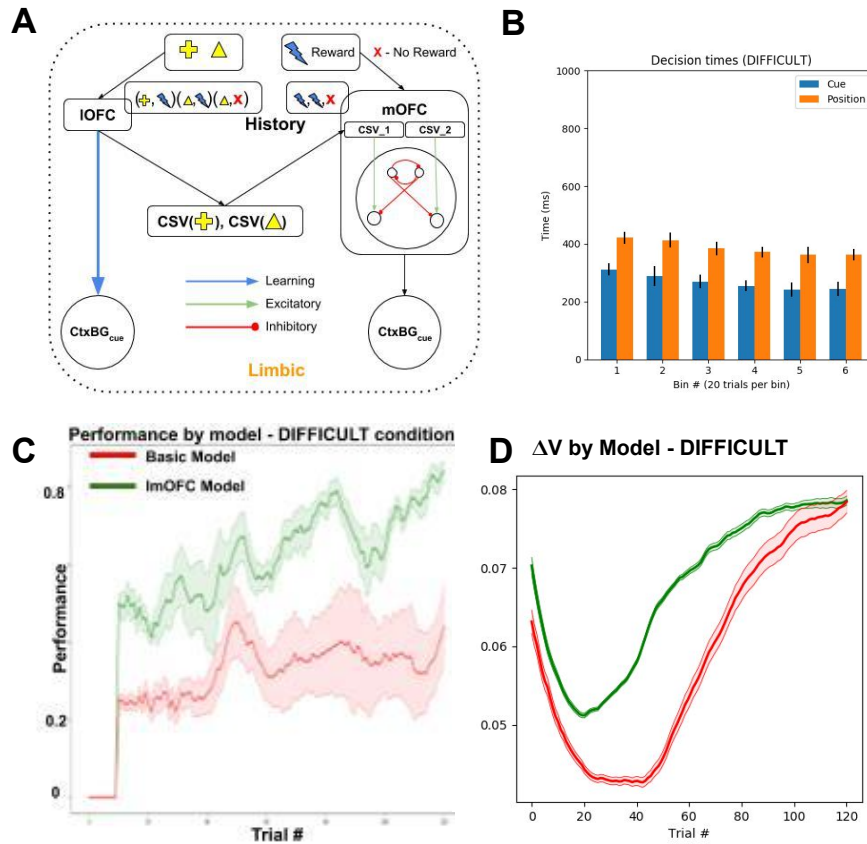 A
Reward
X - No Reward
lOFC
( , )( , )( ,X)
, ,X
History
mOFC
CSV_1 CSV_2
CSV( ), CSV( )
Learning
Excitatory
Inhibitory
CtxBGcue
CtxBGcue
Limbic
B
Decision times (DIFFICULT)
Cue
Position
Time (ms)
1000
800
600
400
200
0
1 2 3 4 5 6
Bin # (20 trials per bin)
C
Performance by model - DIFFICULT condition
Basic Model
lmOFC Model
Performance
0.8
0.2
0
Trial #
D
ΔV by Model - DIFFICULT
0.08
0.07
0.06
0.05
0 20 40 60 80 100 120
Trial #